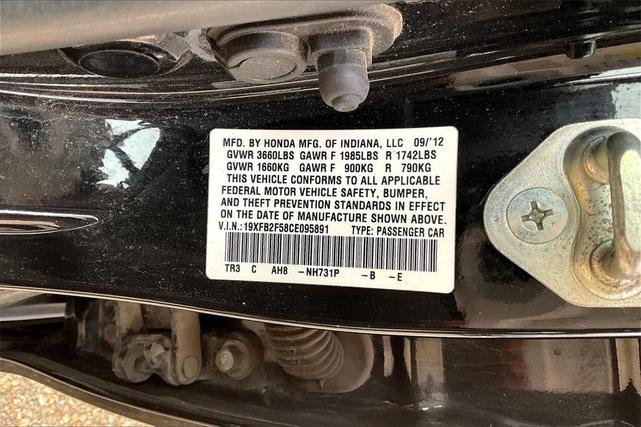 MFD. BY HONDA MFG. OF INDIANA, LLC 09/'12
GVWR 3660LBS GAWR F 1985LBS R 1742LBS
GVWR 1660KG GAWR F 900KG R 790KG
THIS VEHICLE CONFORMS TO ALL APPLICABLE
FEDERAL MOTOR VEHICLE SAFETY, BUMPER,
AND THEFT PREVENTION STANDARDS IN EFFECT
ON THE DATE OF MANUFACTURE SHOWN ABOVE.
V.I.N.:19XFB2F58CE095891 TYPE: PASSENGER CAR
TR3 C AH8 -NH731P -B -E